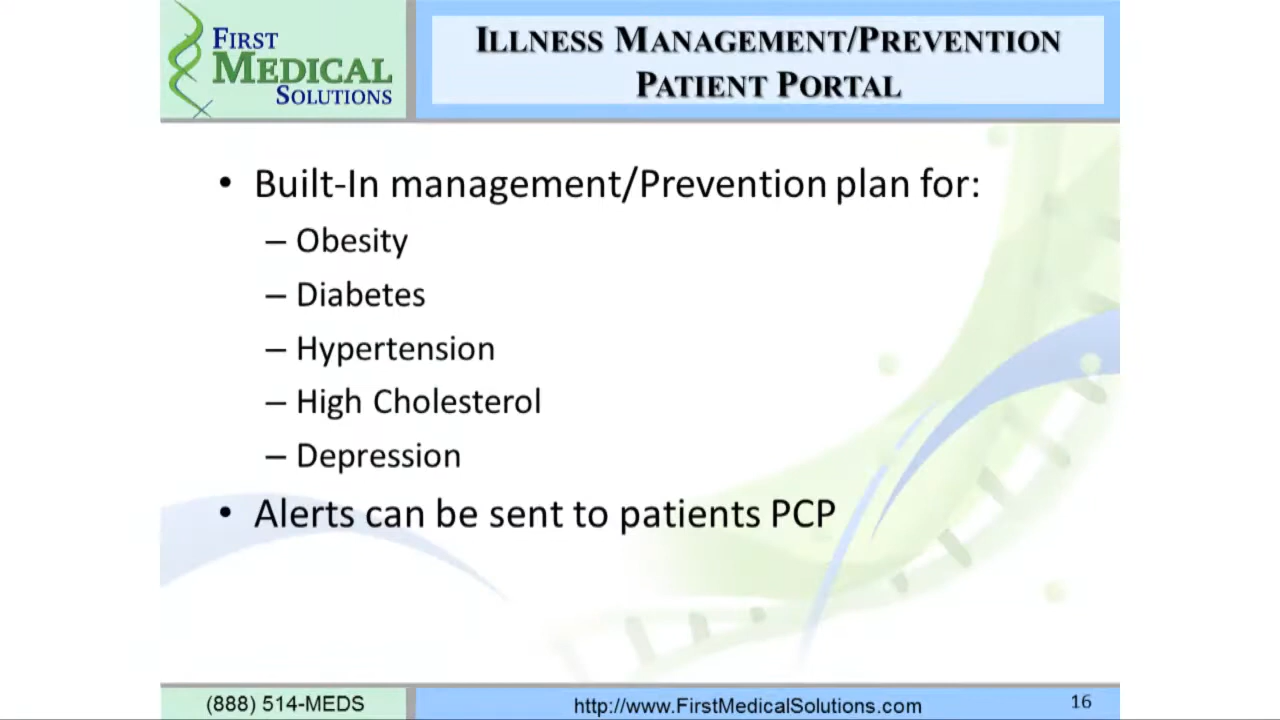 FIRST
MEDICAL
SOLUTIONS
ILLNESS MANAGEMENT/PREVENTION
PATIENT PORTAL
• Built-In management/Prevention plan for:
– Obesity
– Diabetes
– Hypertension
– High Cholesterol
– Depression
• Alerts can be sent to patients PCP
(888) 514-MEDS
http://www.FirstMedicalSolutions.com
16